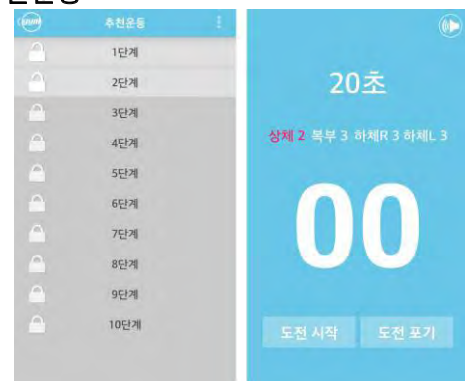 추천운동
1단계
2단계
3단계
4단계
5단계
6단계
7단계
8단계
9단계
10단계
20초
상체 2 복부 3 하체R 3 하체L 3
00
도전 시작 도전 포기